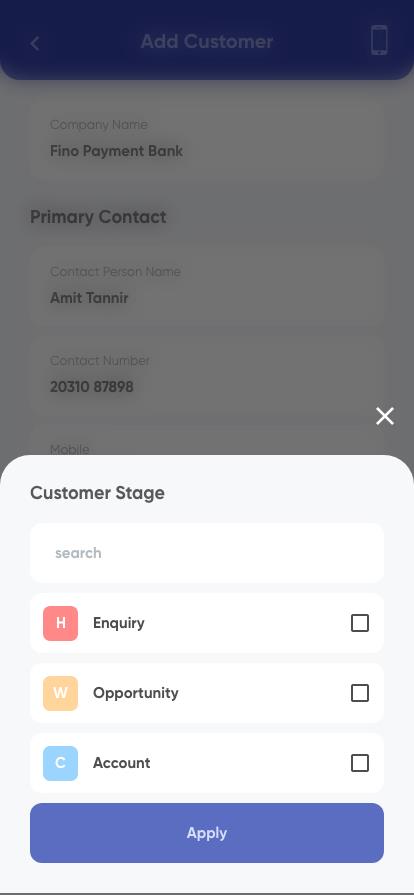 Add Customer
Company Name
Fino Payment Bank
Primary Contact
Contact Person Name
Amit Tannir
Contact Number
20310 87898
Mobile
Customer Stage
search
H Enquiry
W Opportunity
C Account
Apply